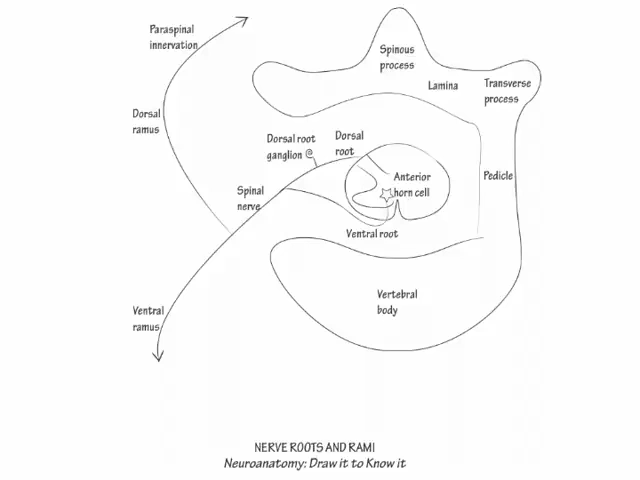 Paraspinal
innervation
Spinous
process
Lamina
Transverse
process
Dorsal
ramus
Dorsal root
ganglion @
Dorsal
root
Anterior
horn cell
Pedicle
Spinal
nerve
Ventral root
Vertebral
body
Ventral
ramus
NERVE ROOTS AND RAMI
Neuroanatomy: Draw it to Know it